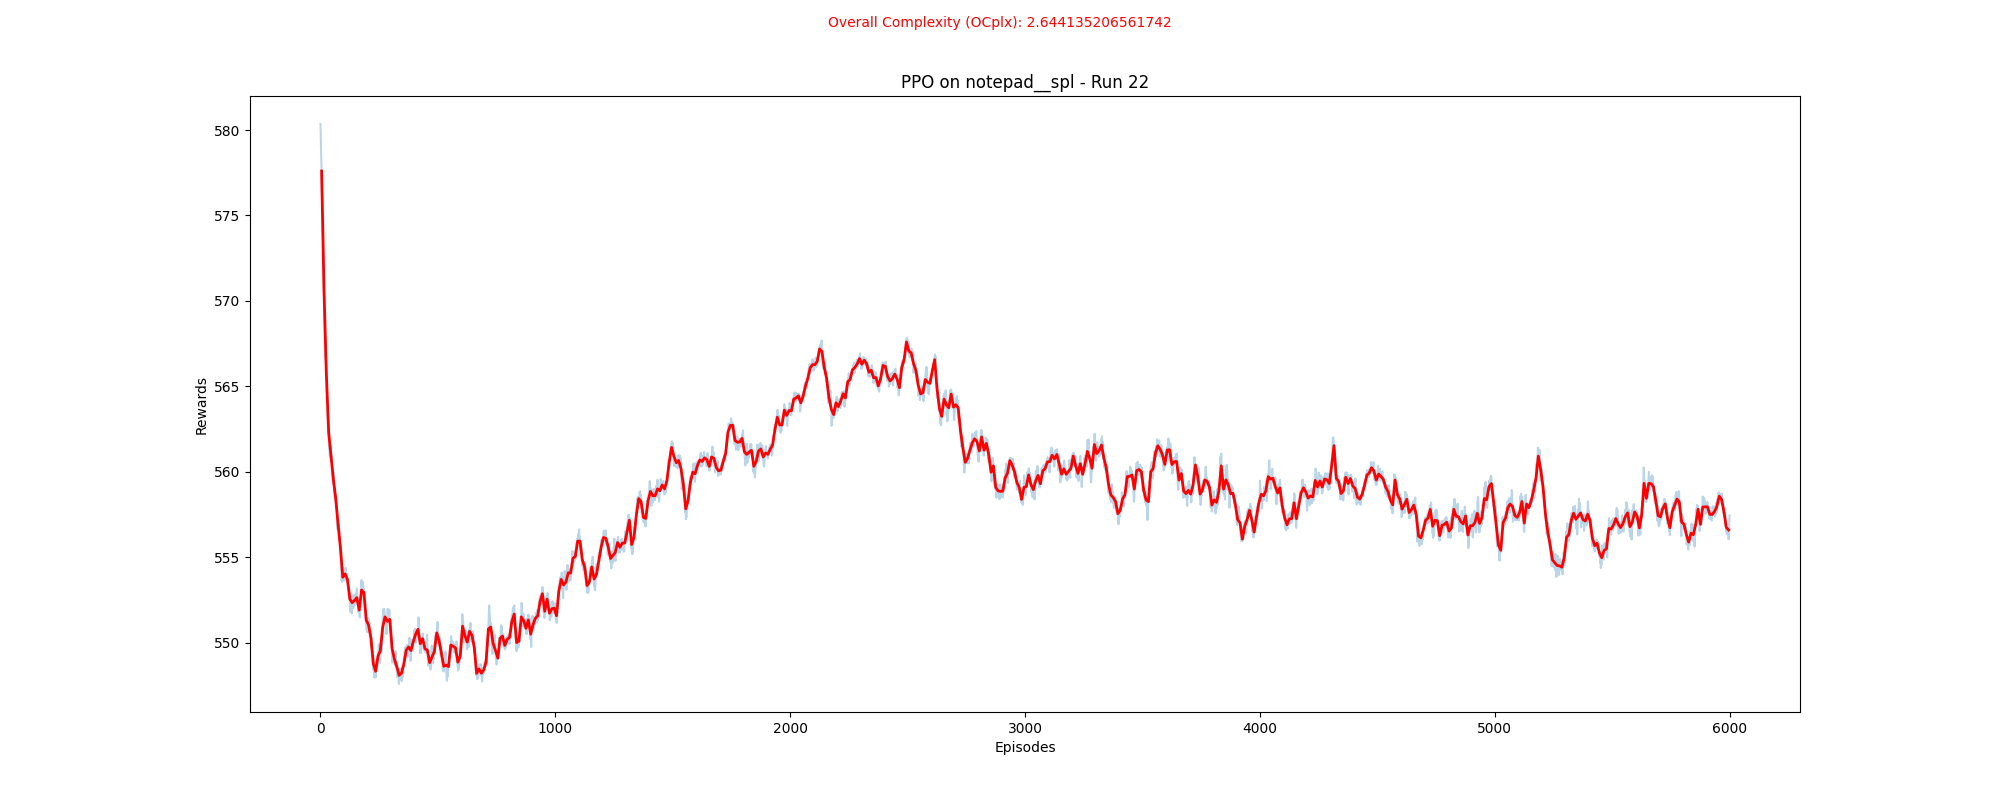 Overall Complexity (OCplx): 2.644135206561742
PPO on notepad__spl - Run 22
580
575
570
565
560
555
550
Rewards
0 1000 2000 3000 4000 5000 6000
Episodes